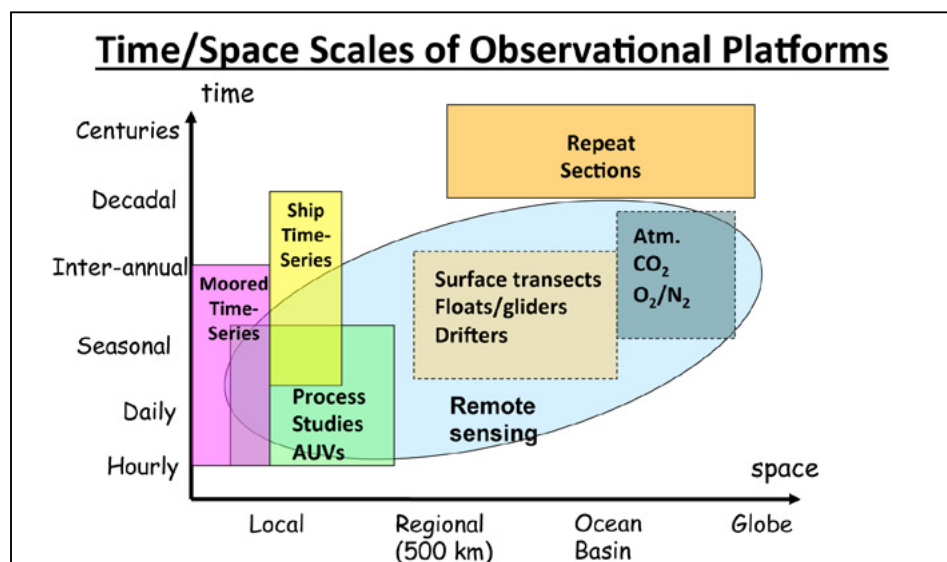 Time/Space Scales of Observational Platforms
time
Centuries
Decadal
Inter-annual
Seasonal
Daily
Hourly
Repeat
Sections
Ship
Time-
Series
Moored
Time-
Series
Process
Studies
AUVs
Surface transects
Floats/gliders
Drifters
Atm.
CO₂
O₂/N₂
Remote
sensing
space
Local
Regional
(500 km)
Ocean
Basin
Globe